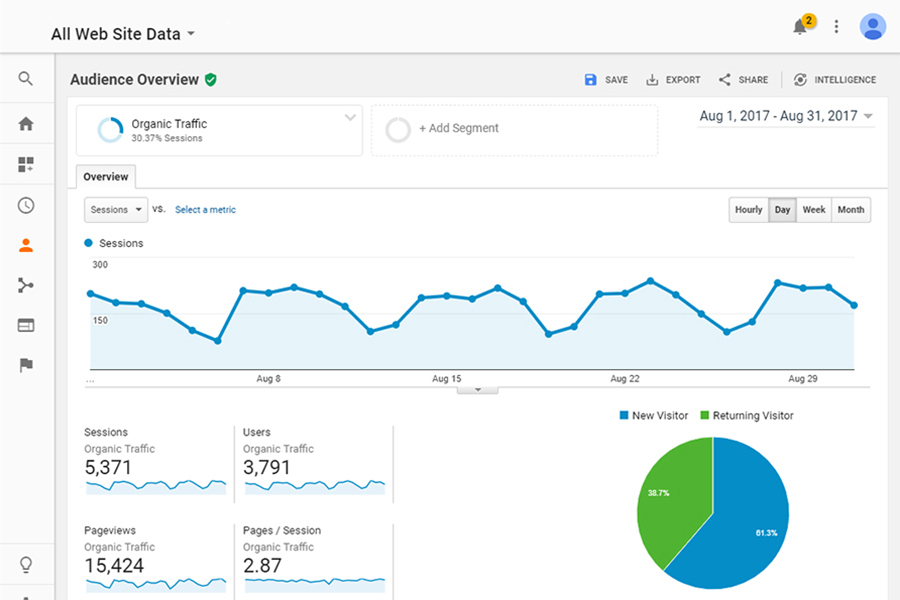 All Web Site Data
2
Audience Overview
SAVE
EXPORT
SHARE
INTELLIGENCE
Organic Traffic
30.37% Sessions
+ Add Segment
Aug 1, 2017 - Aug 31, 2017
Overview
Sessions
VS.
Select a metric
Hourly
Day
Week
Month
Sessions
300
150
...
Aug 8
Aug 15
Aug 22
Aug 29
New Visitor
Returning Visitor
Sessions
Organic Traffic
5,371
Users
Organic Traffic
3,791
38.7%
61.3%
Pageviews
Organic Traffic
15,424
Pages / Session
Organic Traffic
2.87